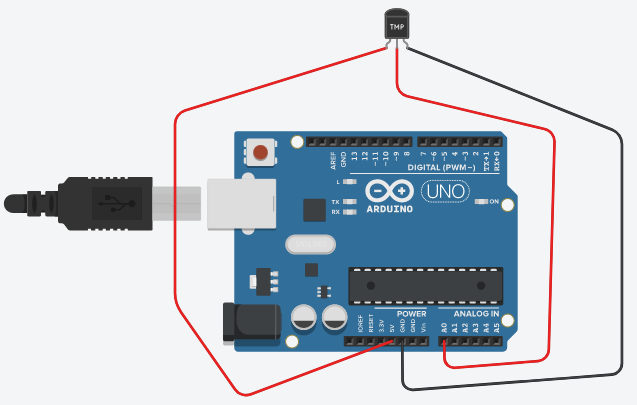 TMP
AREF
GND
13
12
~11
~10
~9
8
7
~6
~5
4
~3
2
TX→1
RX←0
DIGITAL (PWM~)
L
TX
RX
ARDUINO
UNO
ON
POWER
ANALOG IN
IOREF
RESET
3.3V
5V
GND
GND
Vin
A0
A1
A2
A3
A4
A5